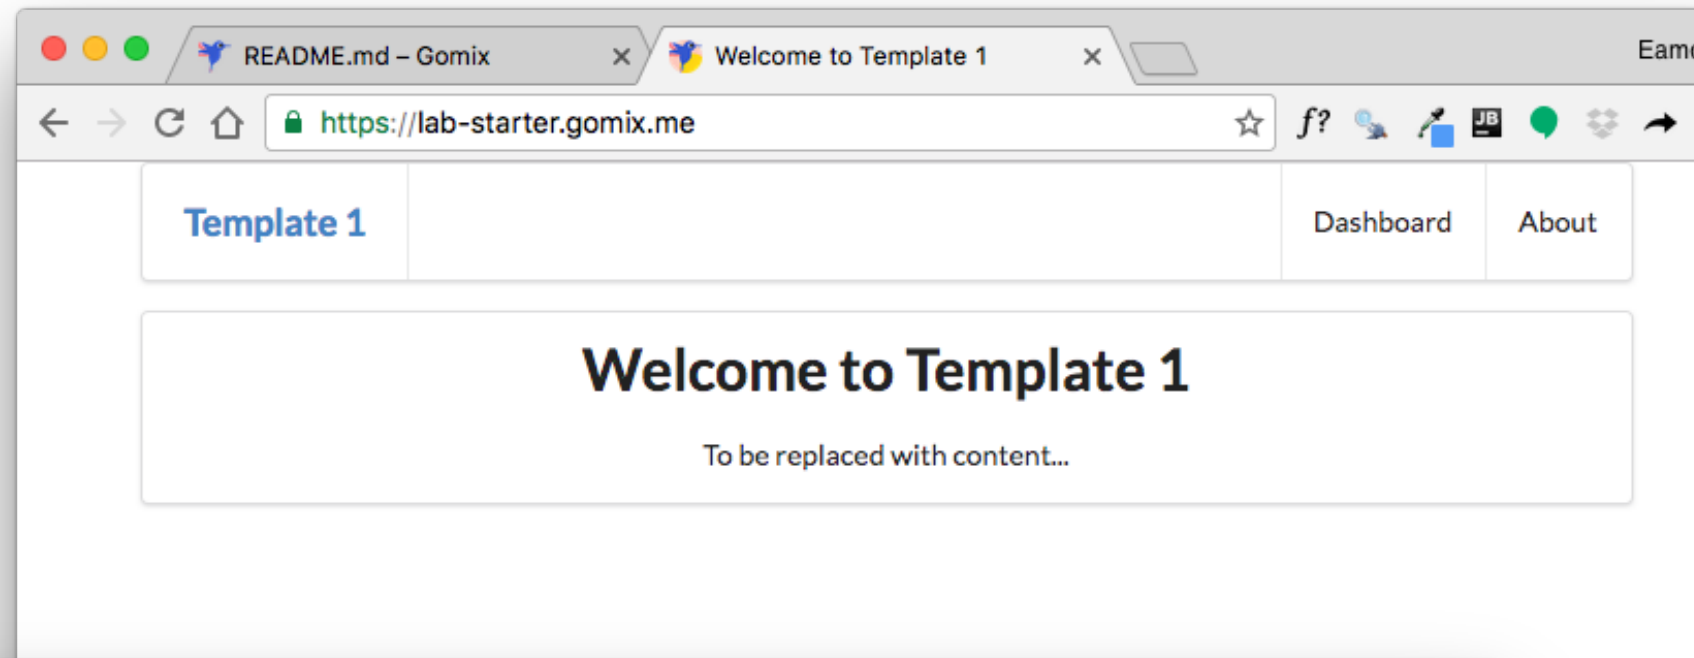 README.md – Gomix
Welcome to Template 1
https://lab-starter.gomix.me
f?
JB
Template 1
Dashboard
About
Welcome to Template 1
To be replaced with content...